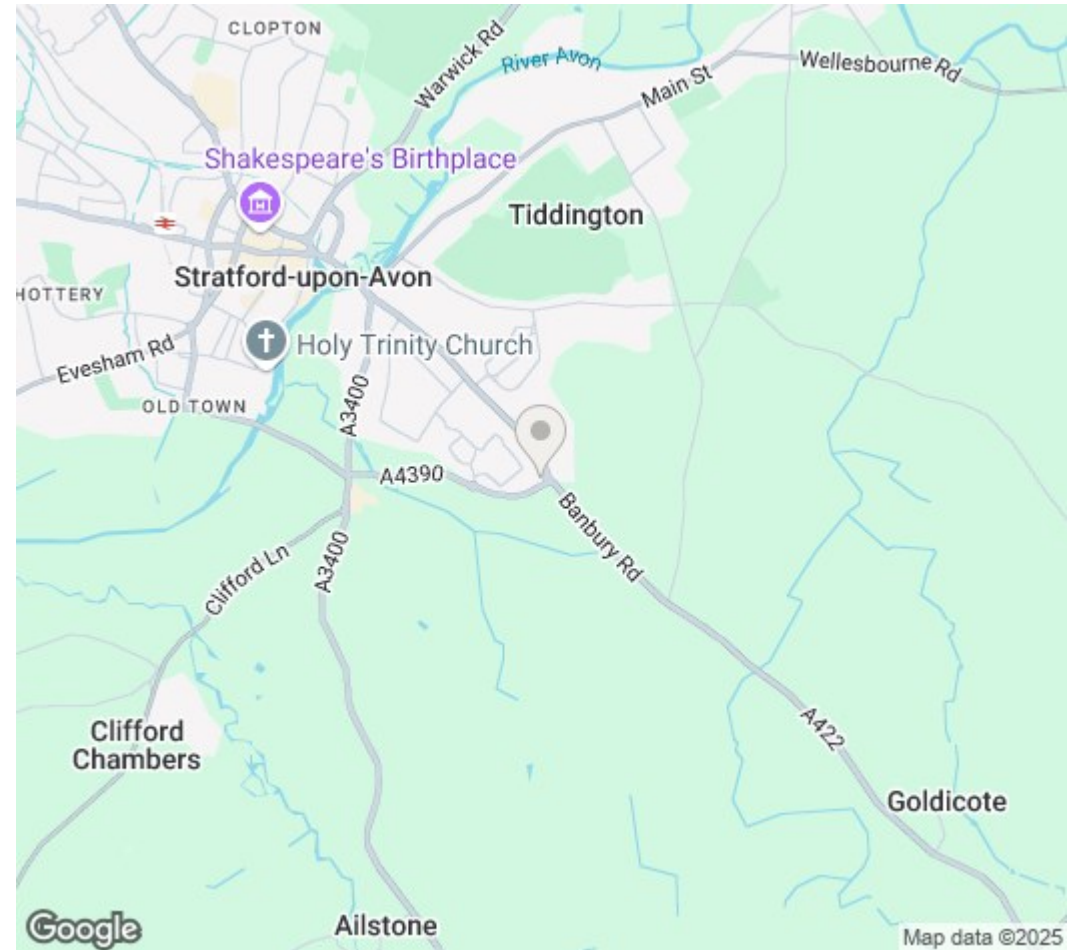 CLOPTON
Warwick Rd
River Avon
Main St
Wellesbourne Rd
Shakespeare's Birthplace
Tiddington
Stratford-upon-Avon
HOTTERY
Holy Trinity Church
Evesham Rd
OLD TOWN
A3400
A4390
Banbury Rd
Clifford Ln
A3400
Clifford
Chambers
A422
Goldicote
Ailstone
Google
Map data ©2025